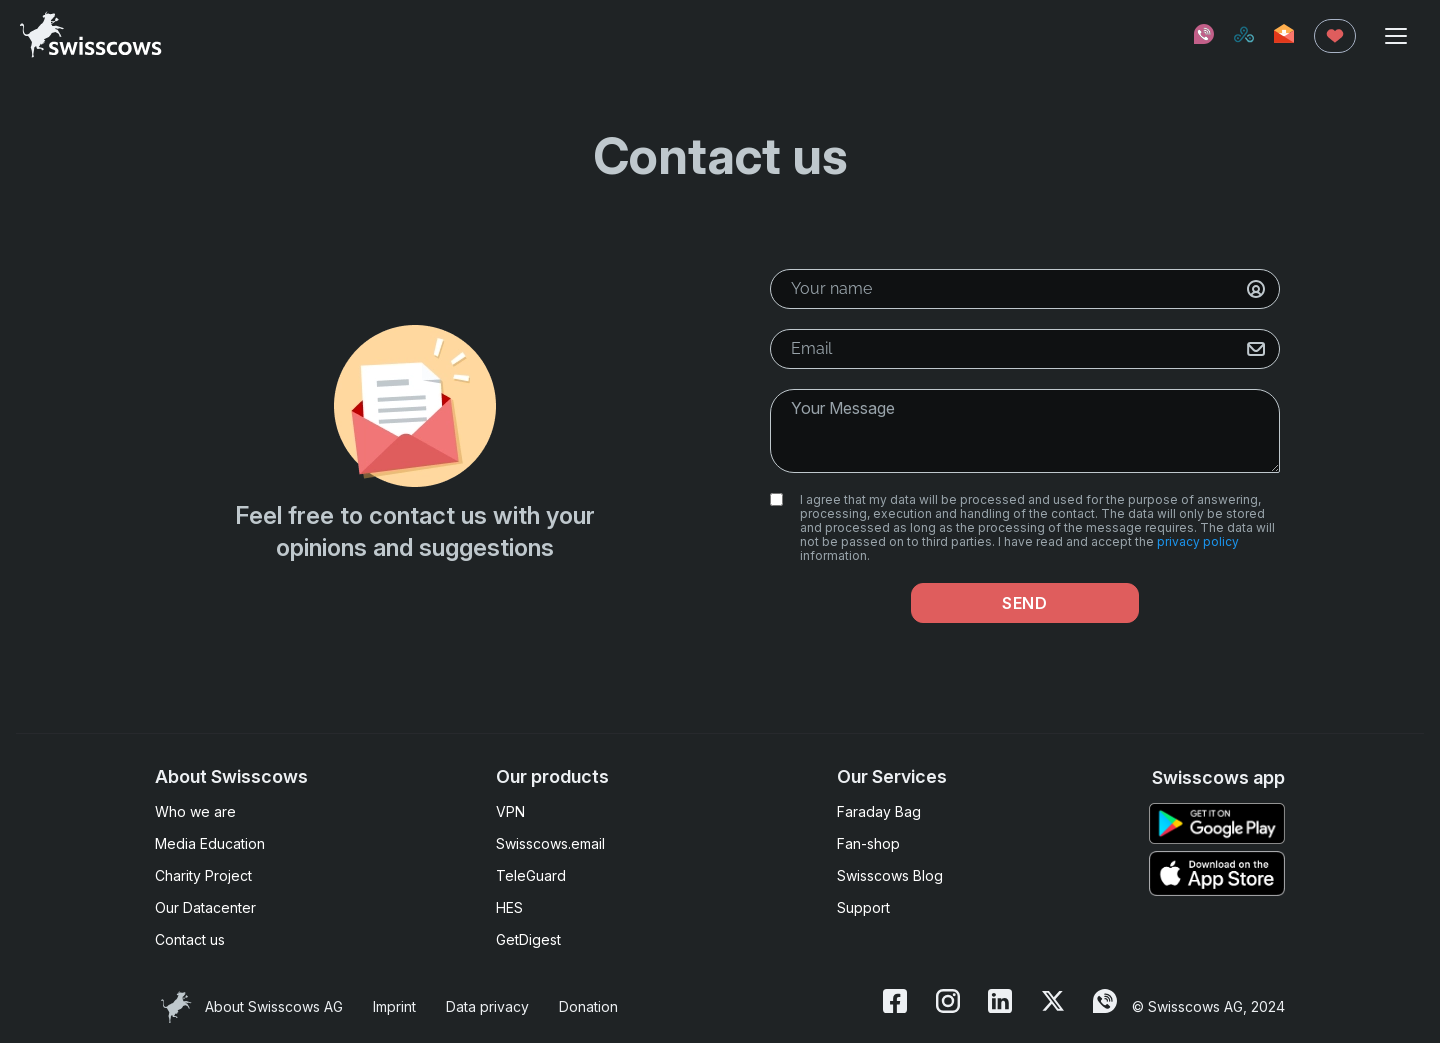 swisscows
Contact us
Your name
Email
Your Message
Feel free to contact us with your
opinions and suggestions
I agree that my data will be processed and used for the purpose of answering,
processing, execution and handling of the contact. The data will only be stored
and processed as long as the processing of the message requires. The data will
not be passed on to third parties. I have read and accept the privacy policy
information.
SEND
About Swisscows
Who we are
Media Education
Charity Project
Our Datacenter
Contact us
Our products
VPN
Swisscows.email
TeleGuard
HES
GetDigest
Our Services
Faraday Bag
Fan-shop
Swisscows Blog
Support
Swisscows app
GET IT ON
Google Play
Download on the
App Store
About Swisscows AG
Imprint
Data privacy
Donation
© Swisscows AG, 2024